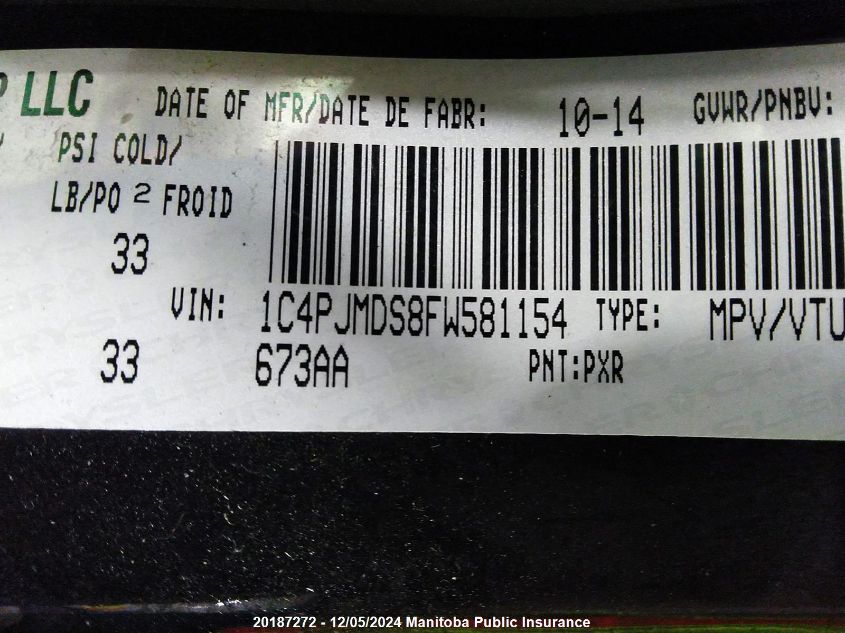 LLC DATE OF MFR/DATE DE FABR: 10-14 GVWR/PNBV:
PSI COLD/
LB/PO 2 FROID
33
VIN: 1C4PJMDS8FW581154 TYPE: MPV/VTU
33 673AA PNT:PXR
20187272 - 12/05/2024 Manitoba Public Insurance